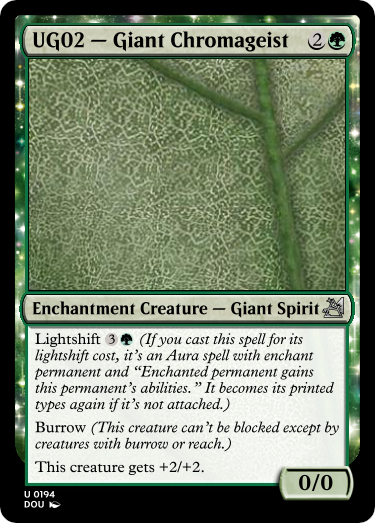 UG02 — Giant Chromageist 2
Enchantment Creature — Giant Spirit
Lightshift 3 (If you cast this spell for its
lightshift cost, it's an Aura spell with enchant
permanent and “Enchanted permanent gains
this permanent's abilities.” It becomes its printed
types again if it's not attached.)
Burrow (This creature can't be blocked except by
creatures with burrow or reach.)
This creature gets +2/+2.
0/0
U 0194
DOU